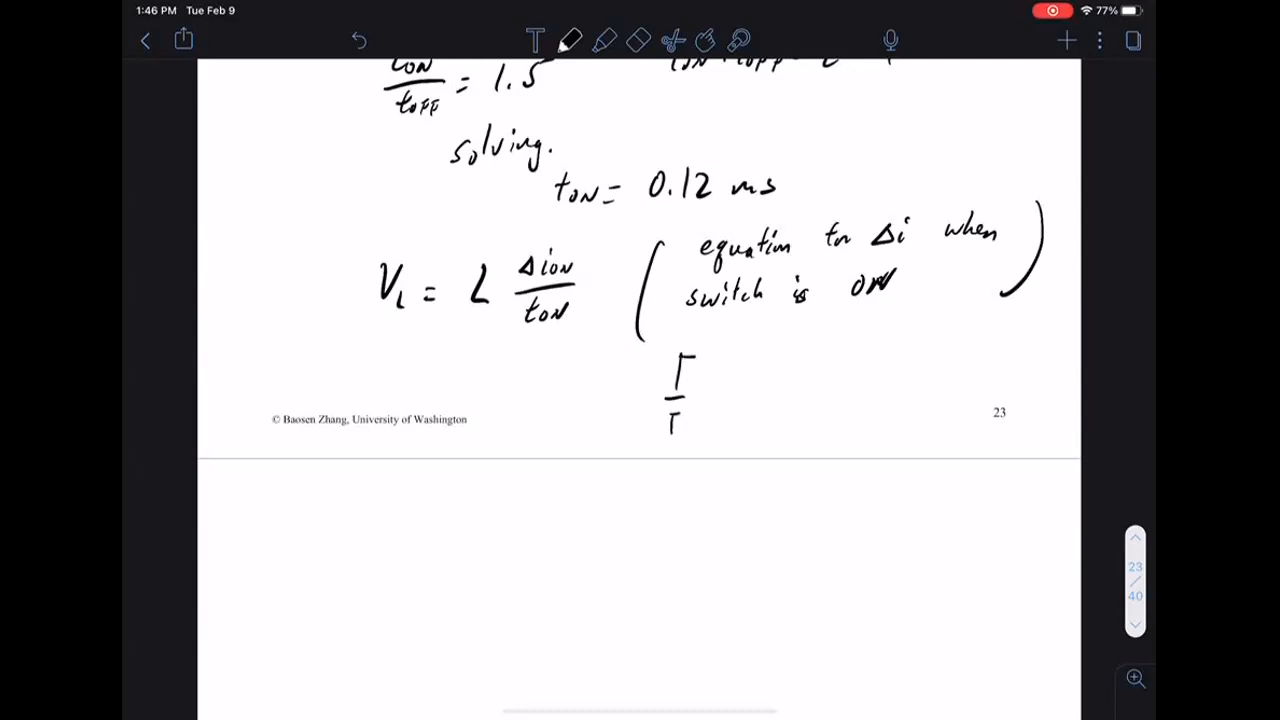 1:46 PM Tue Feb 9
77%
tON
/tOFF = 1.5
solving.
tON = 0.12 ms
VL = L ΔiON / tON ( equation for Δi when
switch is ON )
© Baosen Zhang, University of Washington
23
23
/
40